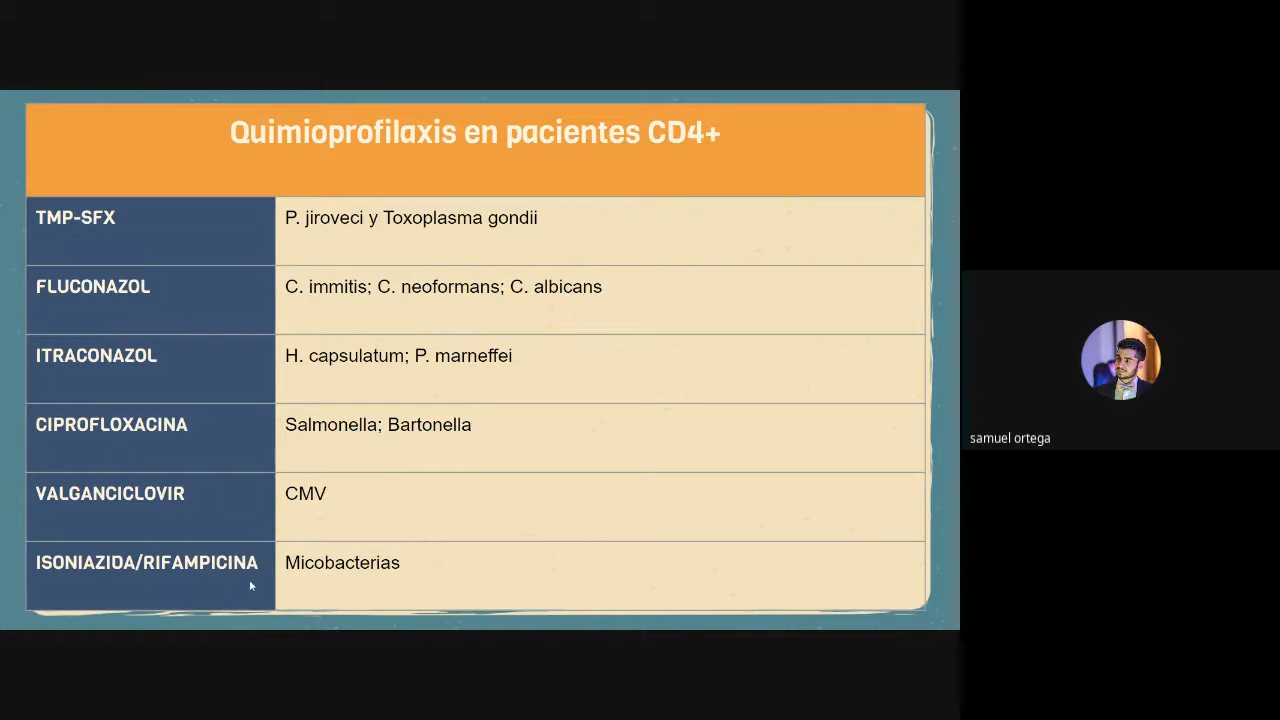 Quimioprofilaxis en pacientes CD4+
TMP-SFX
P. jiroveci y Toxoplasma gondii
FLUCONAZOL
C. immitis; C. neoformans; C. albicans
ITRACONAZOL
H. capsulatum; P. marneffei
CIPROFLOXACINA
Salmonella; Bartonella
VALGANCICLOVIR
CMV
ISONIAZIDA/RIFAMPICINA
Micobacterias
samuel ortega